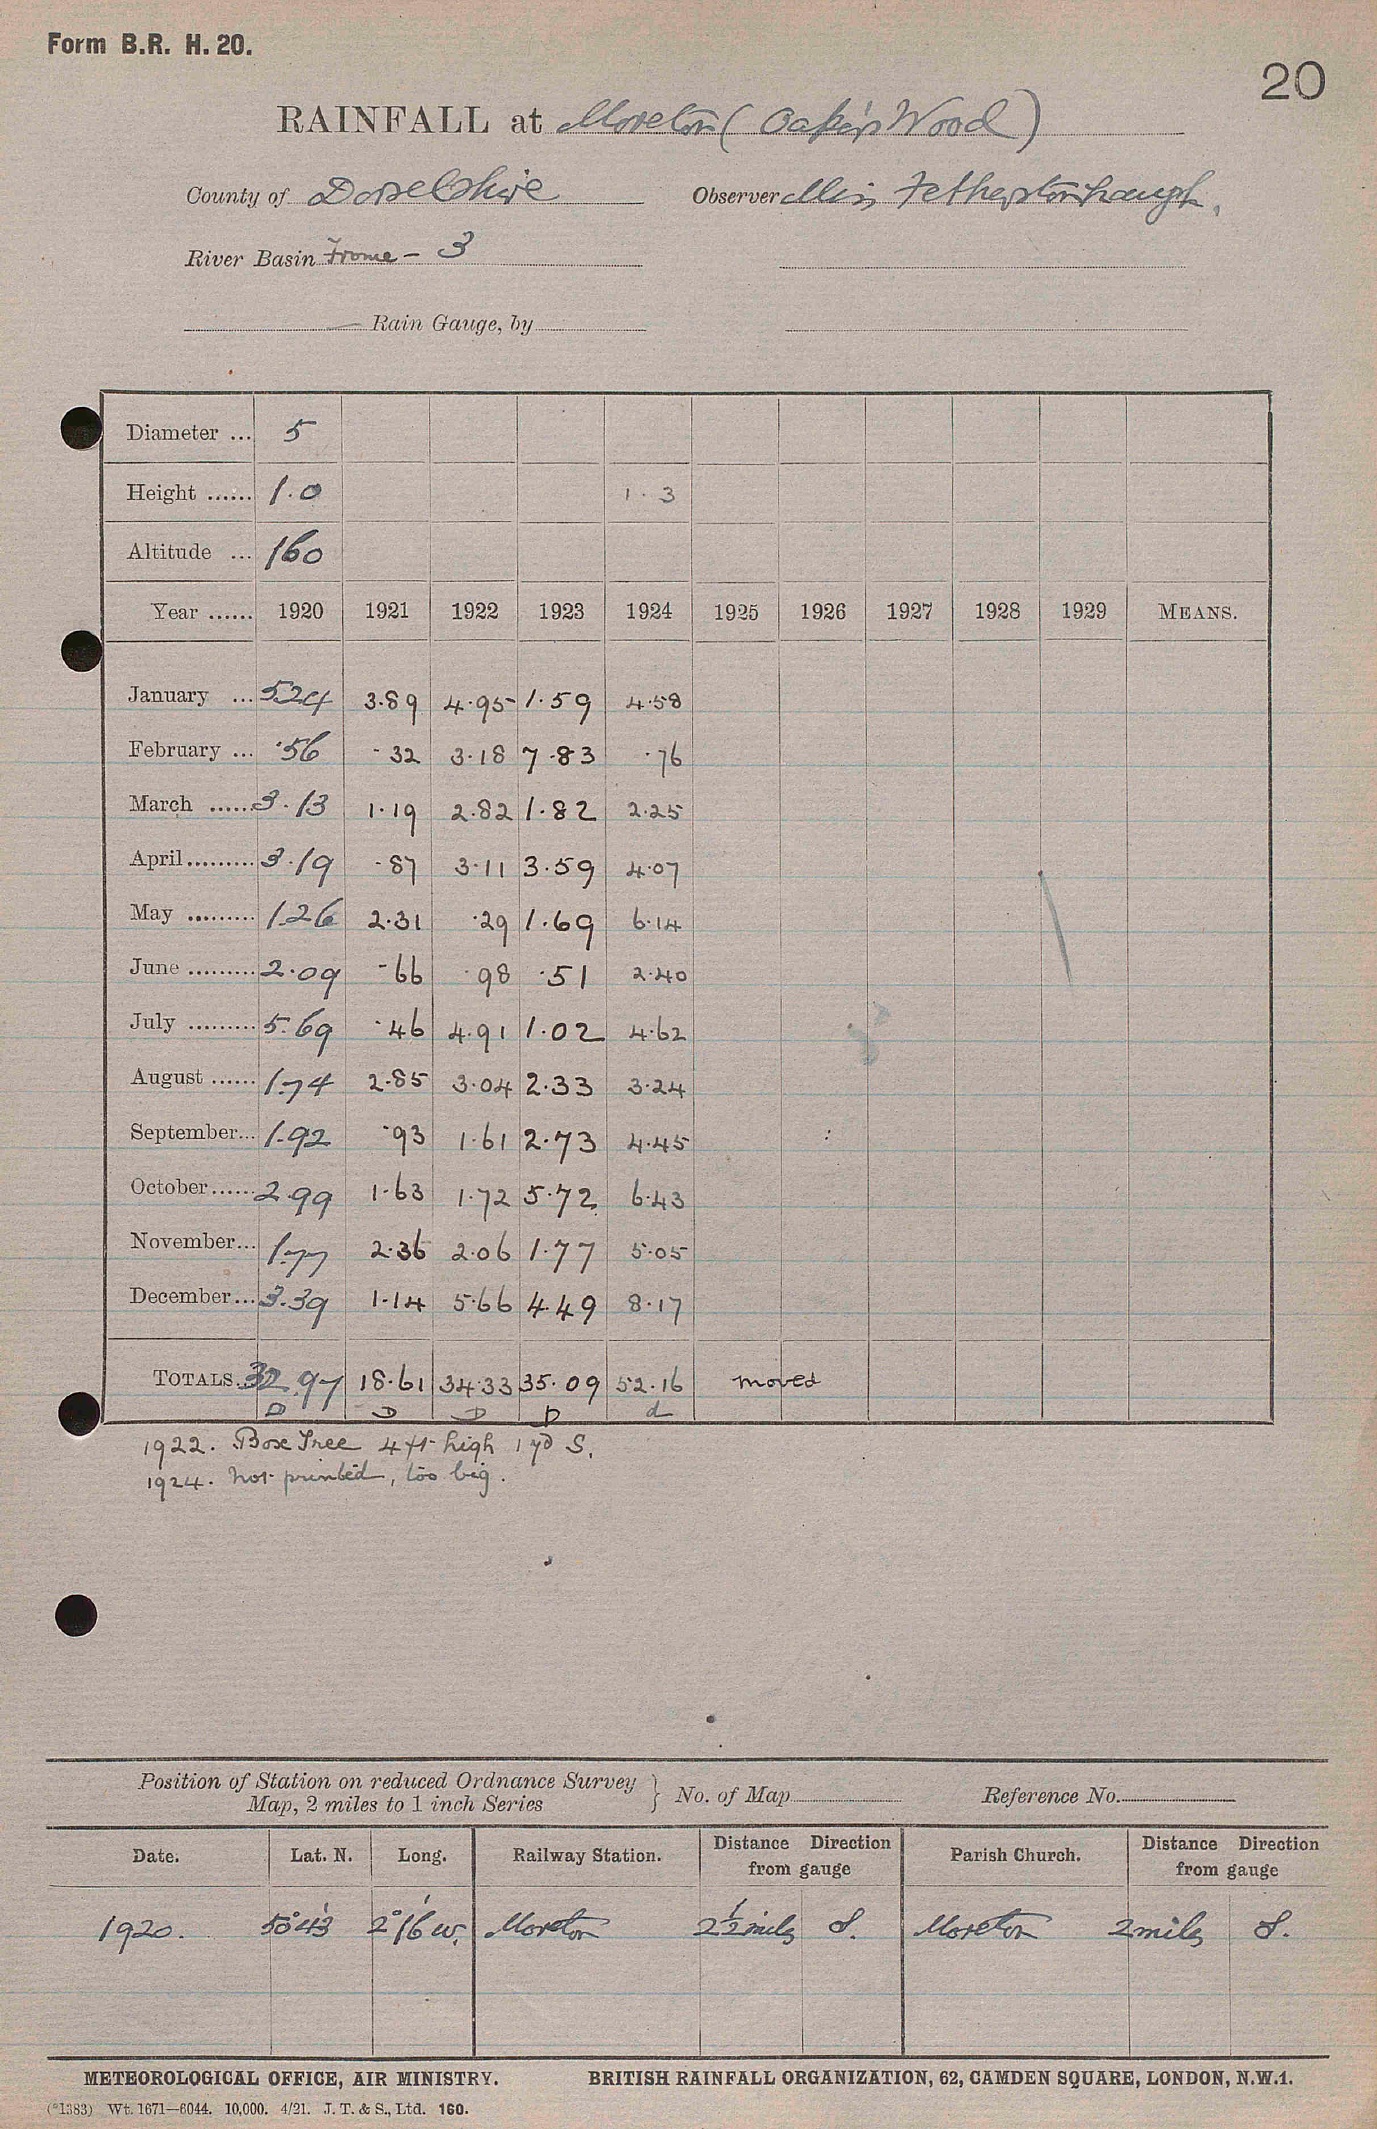 Form B.R. H. 20.
20
RAINFALL at Moreton (Oaker's Wood)
County of Dorsetshire Observer Miss Fetherstonhaugh.
River Basin Frome - 3
Rain Gauge, by
Diameter ... 5
Height ...... 1.0 1.3
Altitude ... 160
Year ...... 1920 1921 1922 1923 1924 1925 1926 1927 1928 1929 MEANS.
January ... 5.24 3.89 4.95 1.59 4.58
February ... .56 .32 3.18 7.83 .76
March ...... 3.13 1.19 2.82 1.82 2.25
April......... 3.19 .87 3.11 3.59 4.07
May ......... 1.26 2.31 .29 1.69 6.14
June ......... 2.09 .66 .98 .51 2.40
July ......... 5.69 .46 4.91 1.02 4.62
August ...... 1.74 2.85 3.04 2.33 3.24
September... 1.92 .93 1.61 2.73 4.45
October...... 2.99 1.63 1.72 5.72 6.43
November... 1.77 2.36 2.06 1.77 5.05
December... 3.39 1.14 5.66 4.49 8.17
TOTALS. 32.97 18.61 34.33 35.09 52.16 moved
D D D D d
1922. Box Tree 4 ft high 1 yd S.
1924. Not printed, too big.
Position of Station on reduced Ordnance Survey
Map, 2 miles to 1 inch Series } No. of Map Reference No.
Date. Lat. N. Long. Railway Station. Distance Direction from gauge Parish Church. Distance Direction from gauge
1920. 50°43' 2°16'W. Moreton 2½ miles S. Moreton 2 miles S.
METEOROLOGICAL OFFICE, AIR MINISTRY. BRITISH RAINFALL ORGANIZATION, 62, CAMDEN SQUARE, LONDON, N.W.1.
(*1383) Wt. 1671—6044. 10,000. 4/21. J. T. & S., Ltd. 160.